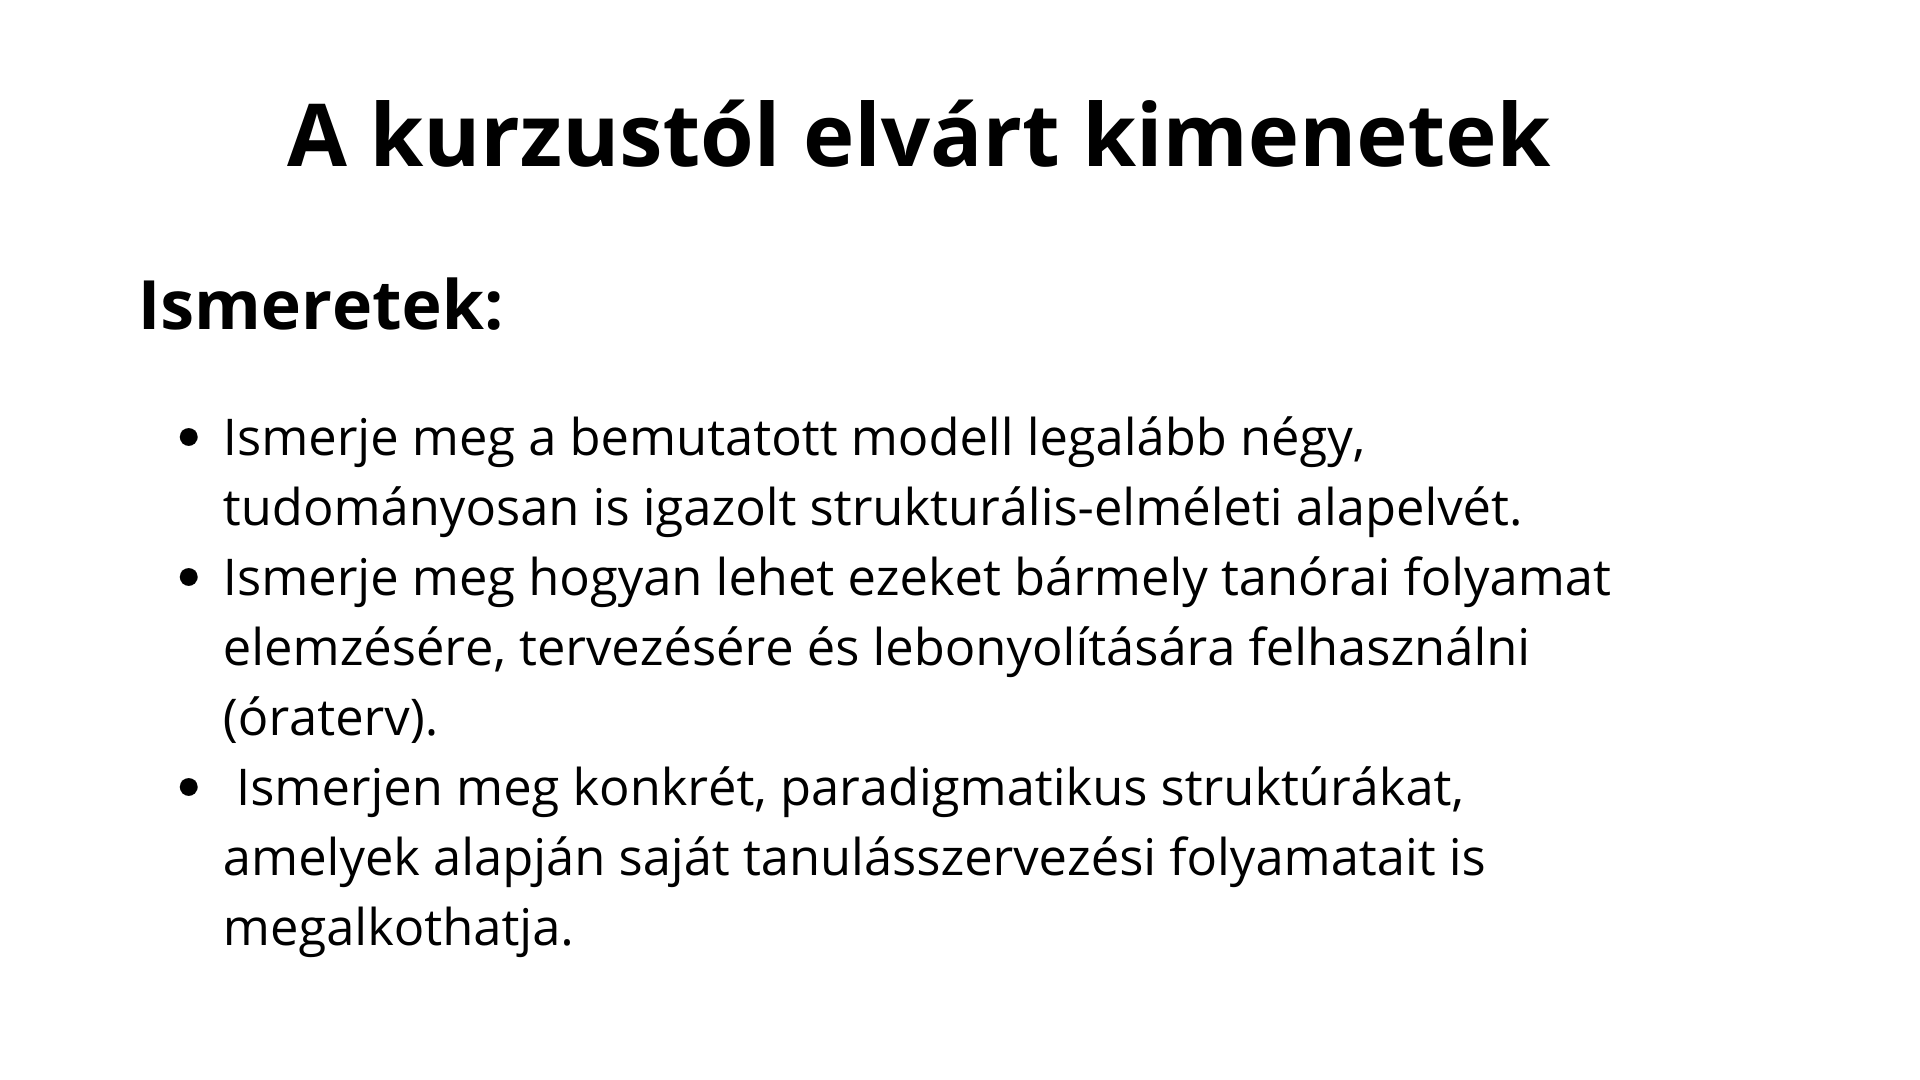 A kurzustól elvárt kimenetek
Ismeretek:
• Ismerje meg a bemutatott modell legalább négy,
tudományosan is igazolt strukturális-elméleti alapelvét.
• Ismerje meg hogyan lehet ezeket bármely tanórai folyamat
elemzésére, tervezésére és lebonyolítására felhasználni
(óraterv).
• Ismerjen meg konkrét, paradigmatikus struktúrákat,
amelyek alapján saját tanulásszervezési folyamatait is
megalkothatja.